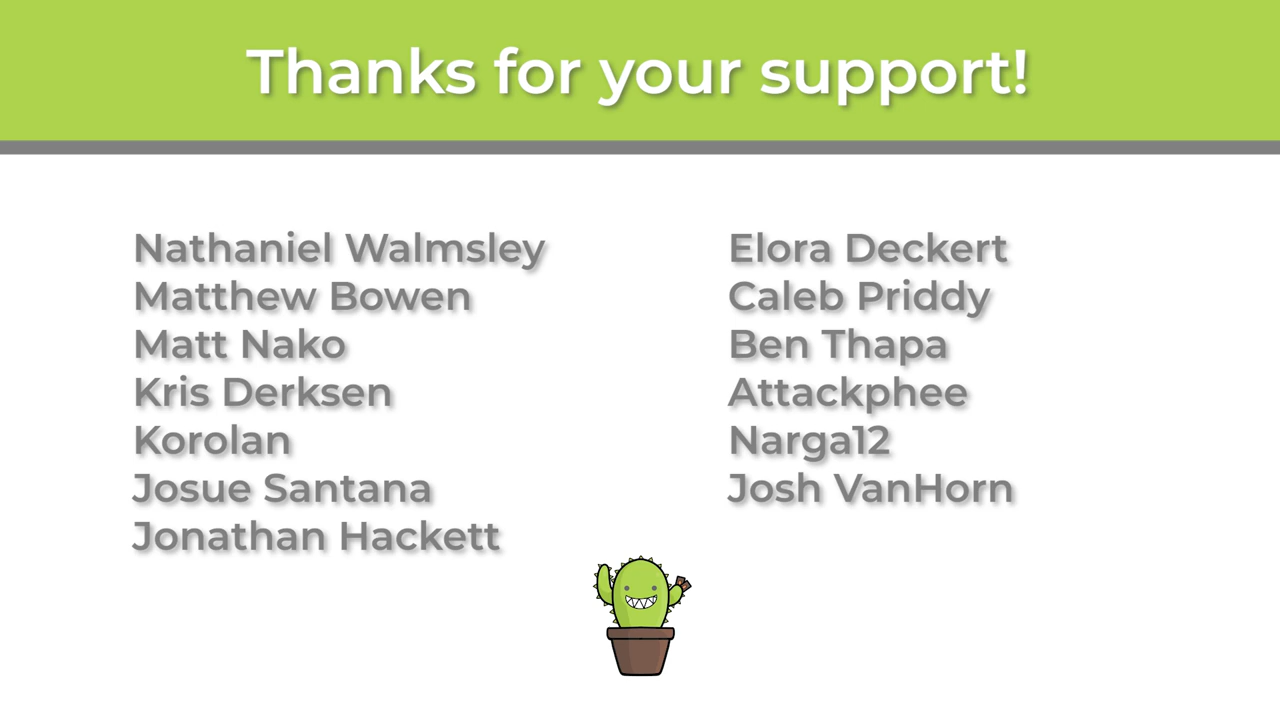 Thanks for your support!
Nathaniel Walmsley
Matthew Bowen
Matt Nako
Kris Derksen
Korolan
Josue Santana
Jonathan Hackett
Elora Deckert
Caleb Priddy
Ben Thapa
Attackphee
Narga12
Josh VanHorn